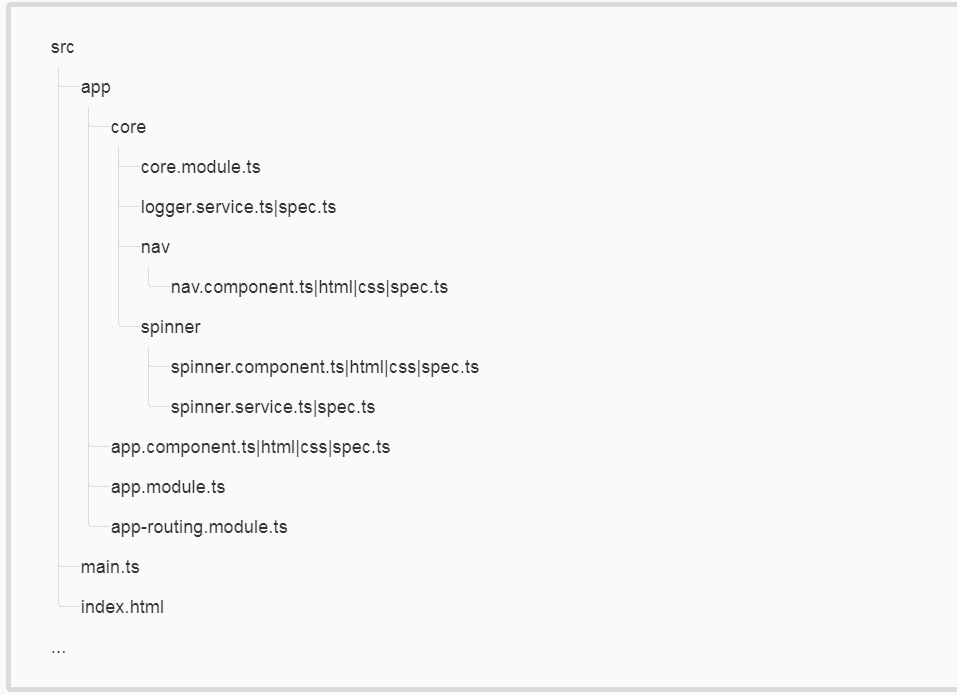 src
app
core
core.module.ts
logger.service.ts|spec.ts
nav
nav.component.ts|html|css|spec.ts
spinner
spinner.component.ts|html|css|spec.ts
spinner.service.ts|spec.ts
app.component.ts|html|css|spec.ts
app.module.ts
app-routing.module.ts
main.ts
index.html
...